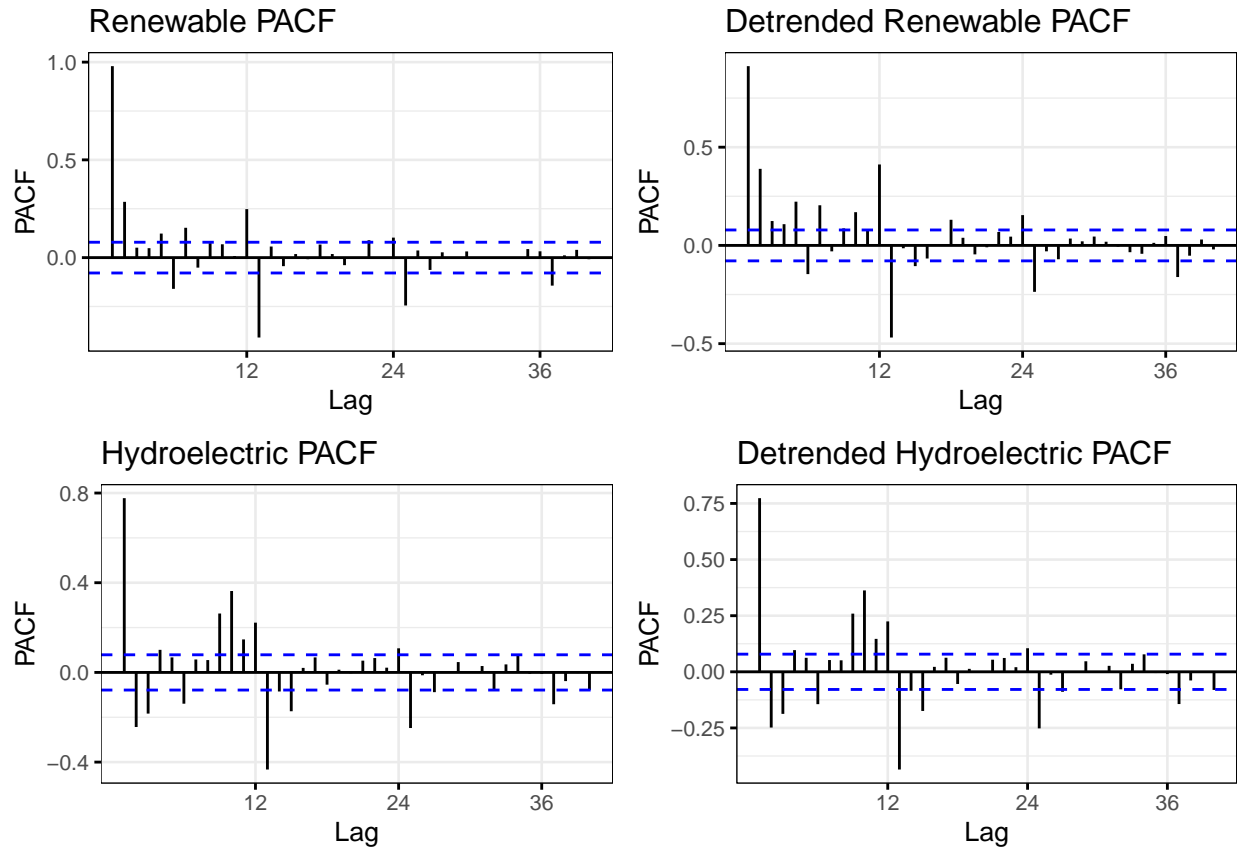 Renewable PACF
1.0
0.5
0.0
PACF
12
24
36
Lag
Detrended Renewable PACF
0.5
0.0
−0.5
PACF
12
24
36
Lag
Hydroelectric PACF
0.8
0.4
0.0
−0.4
PACF
12
24
36
Lag
Detrended Hydroelectric PACF
0.75
0.50
0.25
0.00
−0.25
PACF
12
24
36
Lag